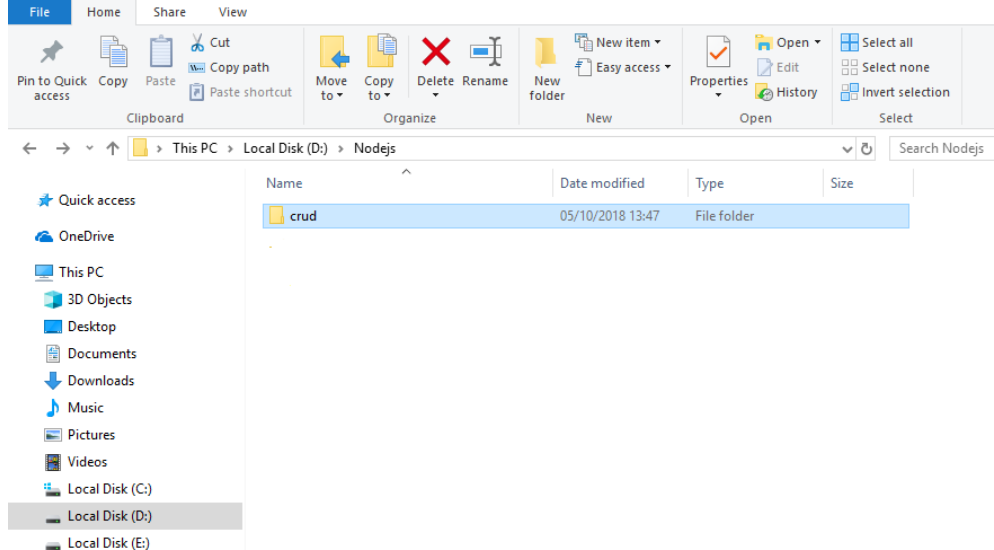 File Home Share View
Cut
Copy path
Paste shortcut
Pin to Quick access
Copy
Paste
Clipboard
Move to
Copy to
Delete
Rename
Organize
New folder
New item
Easy access
New
Properties
Open
Edit
History
Open
Select all
Select none
Invert selection
Select
This PC > Local Disk (D:) > Nodejs
Search Nodejs
Name Date modified Type Size
crud 05/10/2018 13:47 File folder
Quick access
OneDrive
This PC
3D Objects
Desktop
Documents
Downloads
Music
Pictures
Videos
Local Disk (C:)
Local Disk (D:)
Local Disk (E:)